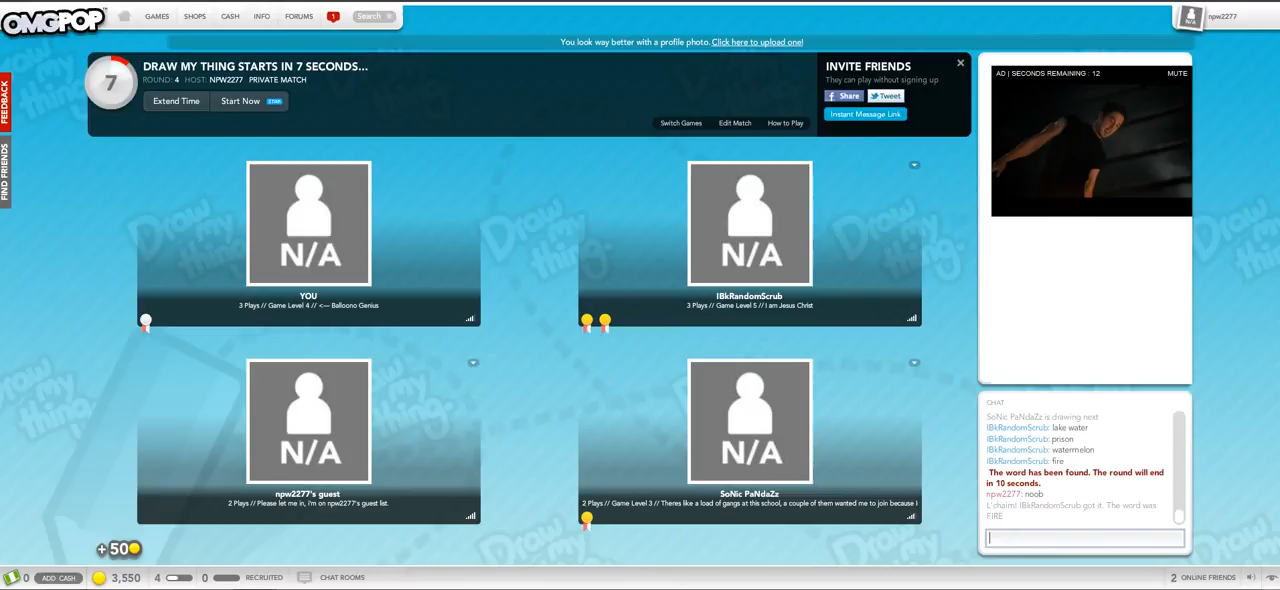 OMGPOP
GAMES SHOPS CASH INFO FORUMS 1 Search
N/A npw2277
You look way better with a profile photo. Click here to upload one!
FEEDBACK
FIND FRIENDS
7
DRAW MY THING STARTS IN 7 SECONDS...
ROUND: 4 HOST: NPW2277 PRIVATE MATCH
Extend Time Start Now STAR
Switch Games Edit Match How to Play
INVITE FRIENDS
They can play without signing up
f Share Tweet
Instant Message Link
AD | SECONDS REMAINING : 12 MUTE
Draw my thing.
N/A
YOU
3 Plays // Game Level 4 // <--- Balloono Genius
N/A
IBkRandomScrub
3 Plays // Game Level 5 // I am Jesus Christ
N/A
npw2277's guest
2 Plays // Please let me in, i'm on npw2277's guest list.
N/A
SoNic PaNdaZz
2 Plays // Game Level 3 // Theres like a load of gangs at this school, a couple of them wanted me to join because I
CHAT
SoNic PaNdaZz is drawing next
IBkRandomScrub: lake water
IBkRandomScrub: prison
IBkRandomScrub: watermelon
IBkRandomScrub: fire
The word has been found. The round will end
in 10 seconds.
npw2277: noob
L'chaim! IBkRandomScrub got it. The word was
FIRE
+50
0 ADD CASH 3,550 4 0 RECRUITED CHAT ROOMS 2 ONLINE FRIENDS